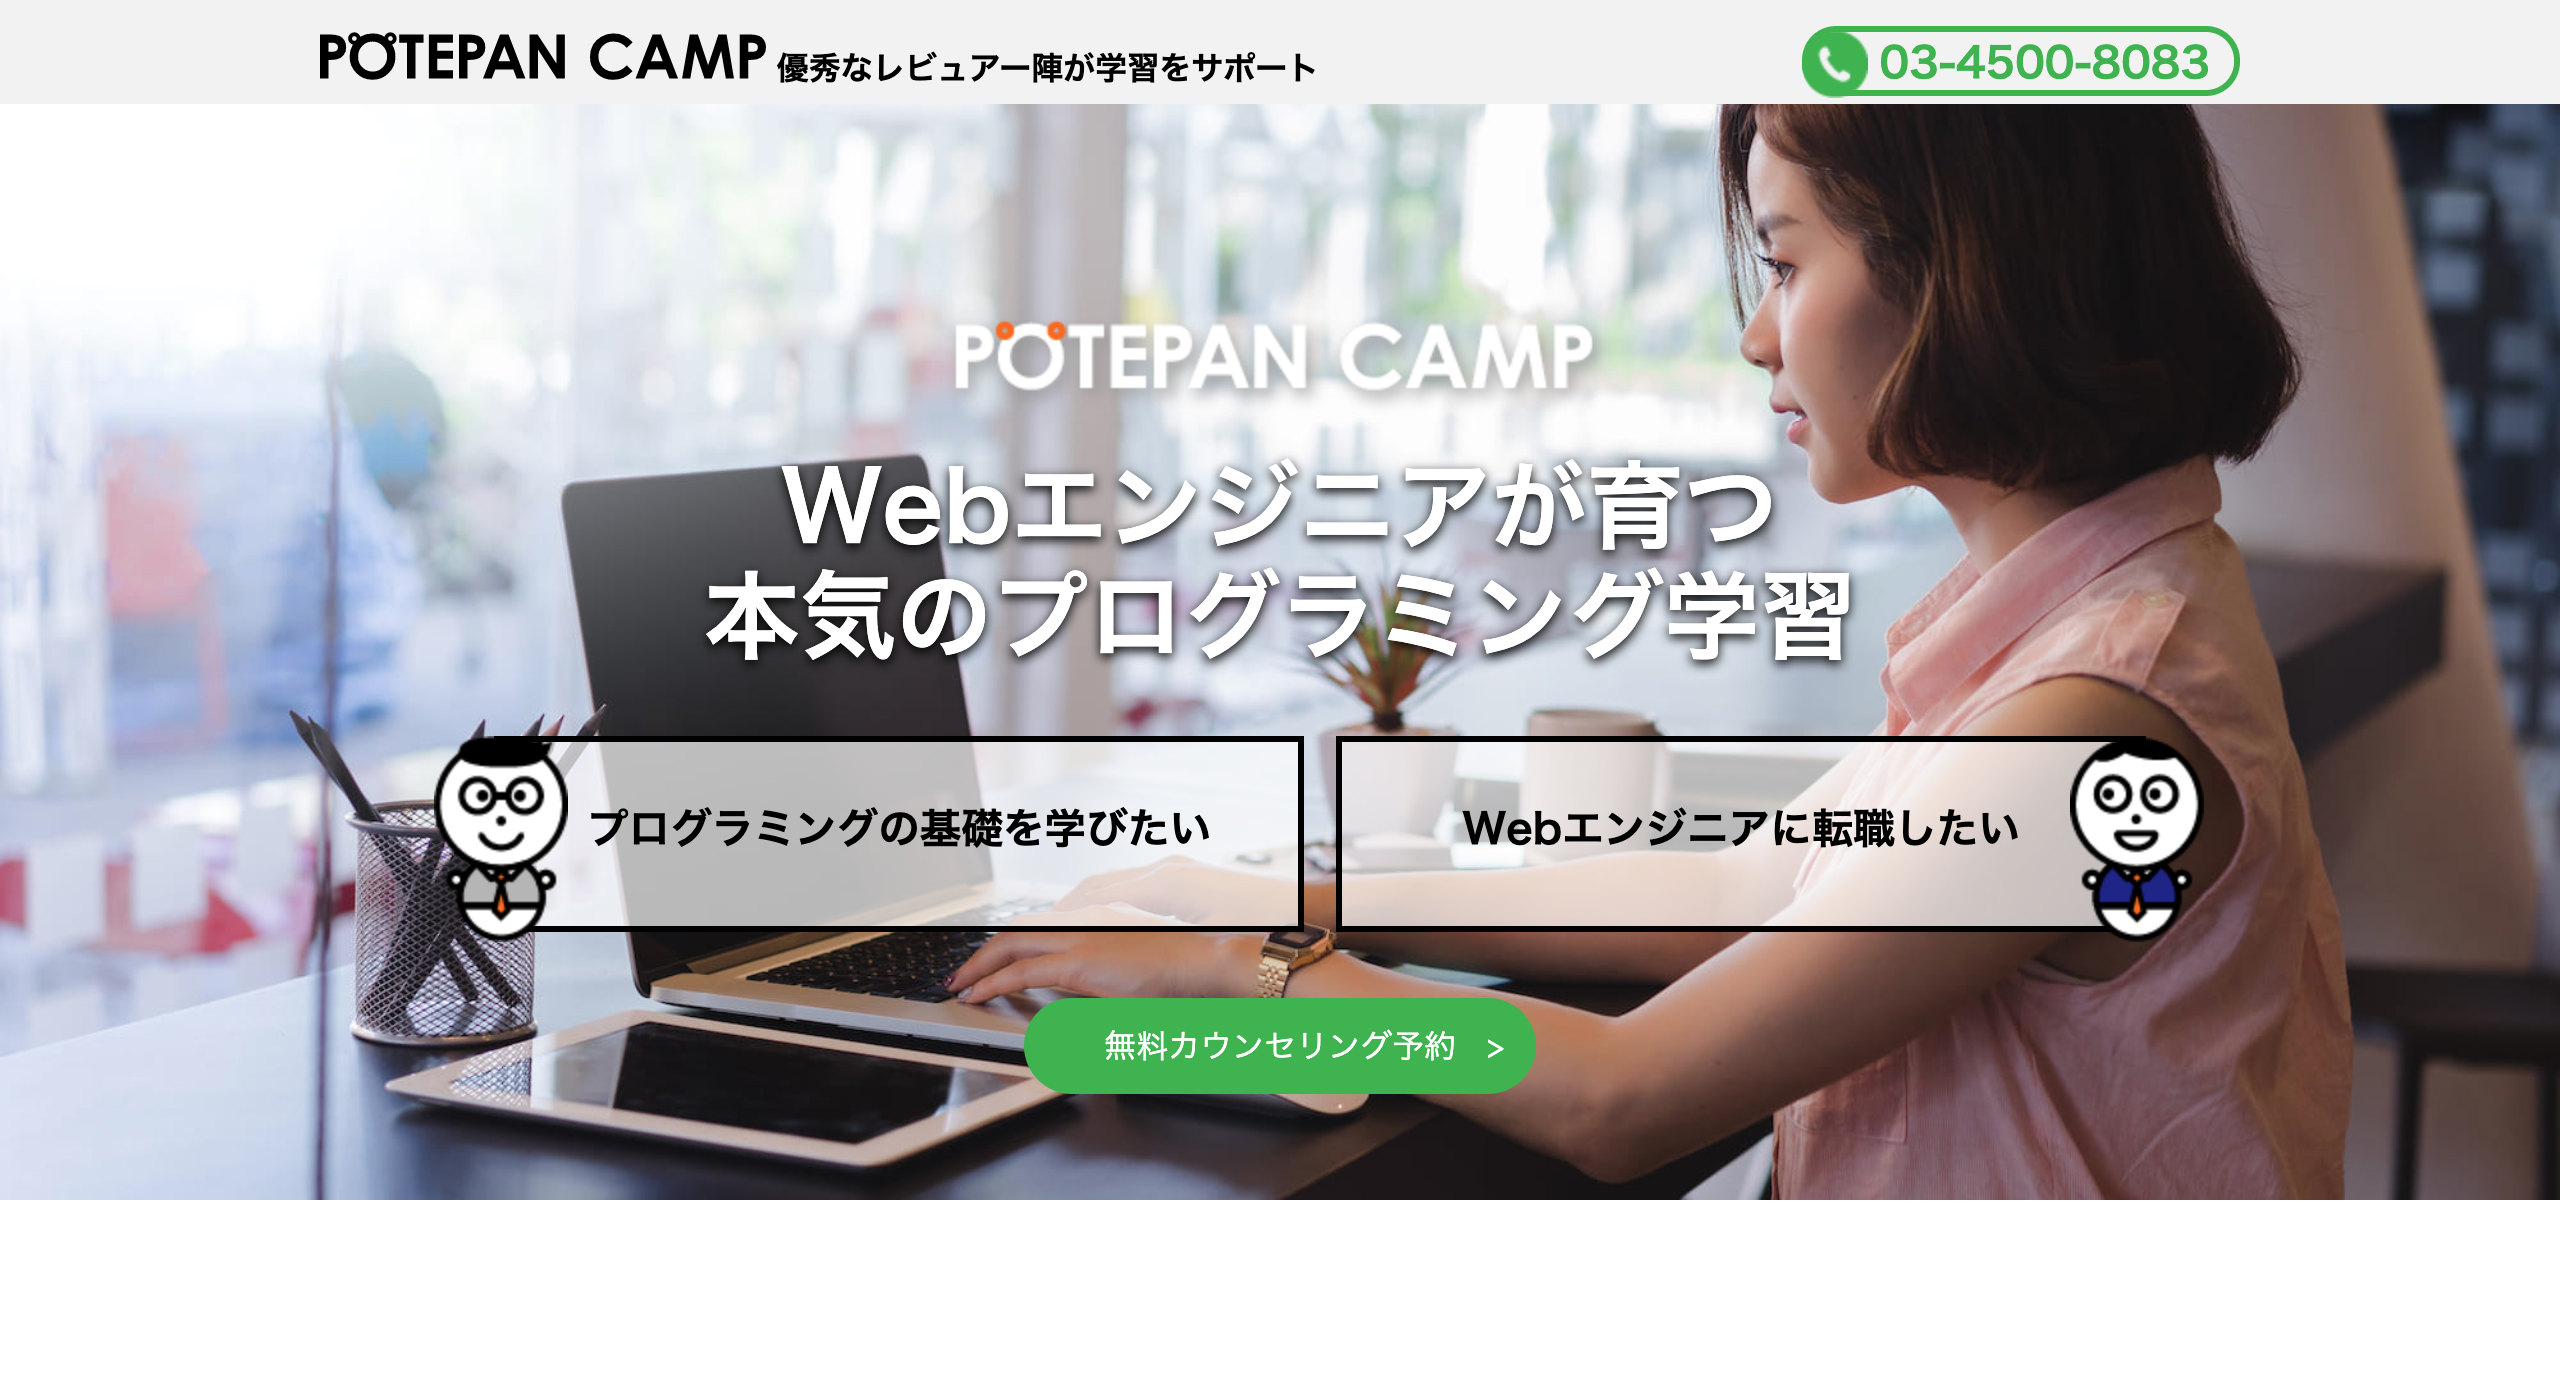 POTEPAN CAMP 優秀なレビュアー陣が学習をサポート
03-4500-8083
POTEPAN CAMP
Webエンジニアが育つ
本気のプログラミング学習
プログラミングの基礎を学びたい
Webエンジニアに転職したい
無料カウンセリング予約 >